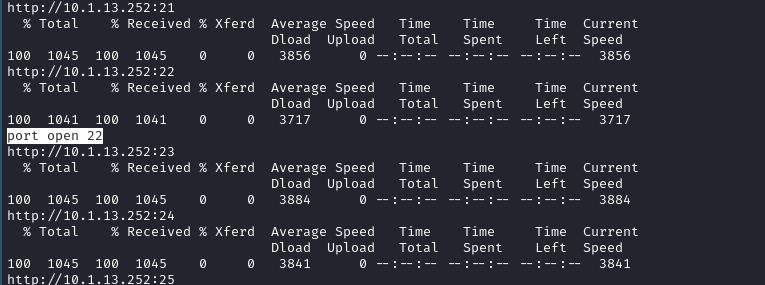 http://10.1.13.252:21
% Total % Received % Xferd Average Speed Time Time Time Current
Dload Upload Total Spent Left Speed
100 1045 100 1045 0 0 3856 0 --:--:-- --:--:-- --:--:-- 3856
http://10.1.13.252:22
% Total % Received % Xferd Average Speed Time Time Time Current
Dload Upload Total Spent Left Speed
100 1041 100 1041 0 0 3717 0 --:--:-- --:--:-- --:--:-- 3717
port open 22
http://10.1.13.252:23
% Total % Received % Xferd Average Speed Time Time Time Current
Dload Upload Total Spent Left Speed
100 1045 100 1045 0 0 3884 0 --:--:-- --:--:-- --:--:-- 3884
http://10.1.13.252:24
% Total % Received % Xferd Average Speed Time Time Time Current
Dload Upload Total Spent Left Speed
100 1045 100 1045 0 0 3841 0 --:--:-- --:--:-- --:--:-- 3841
http://10.1.13.252:25